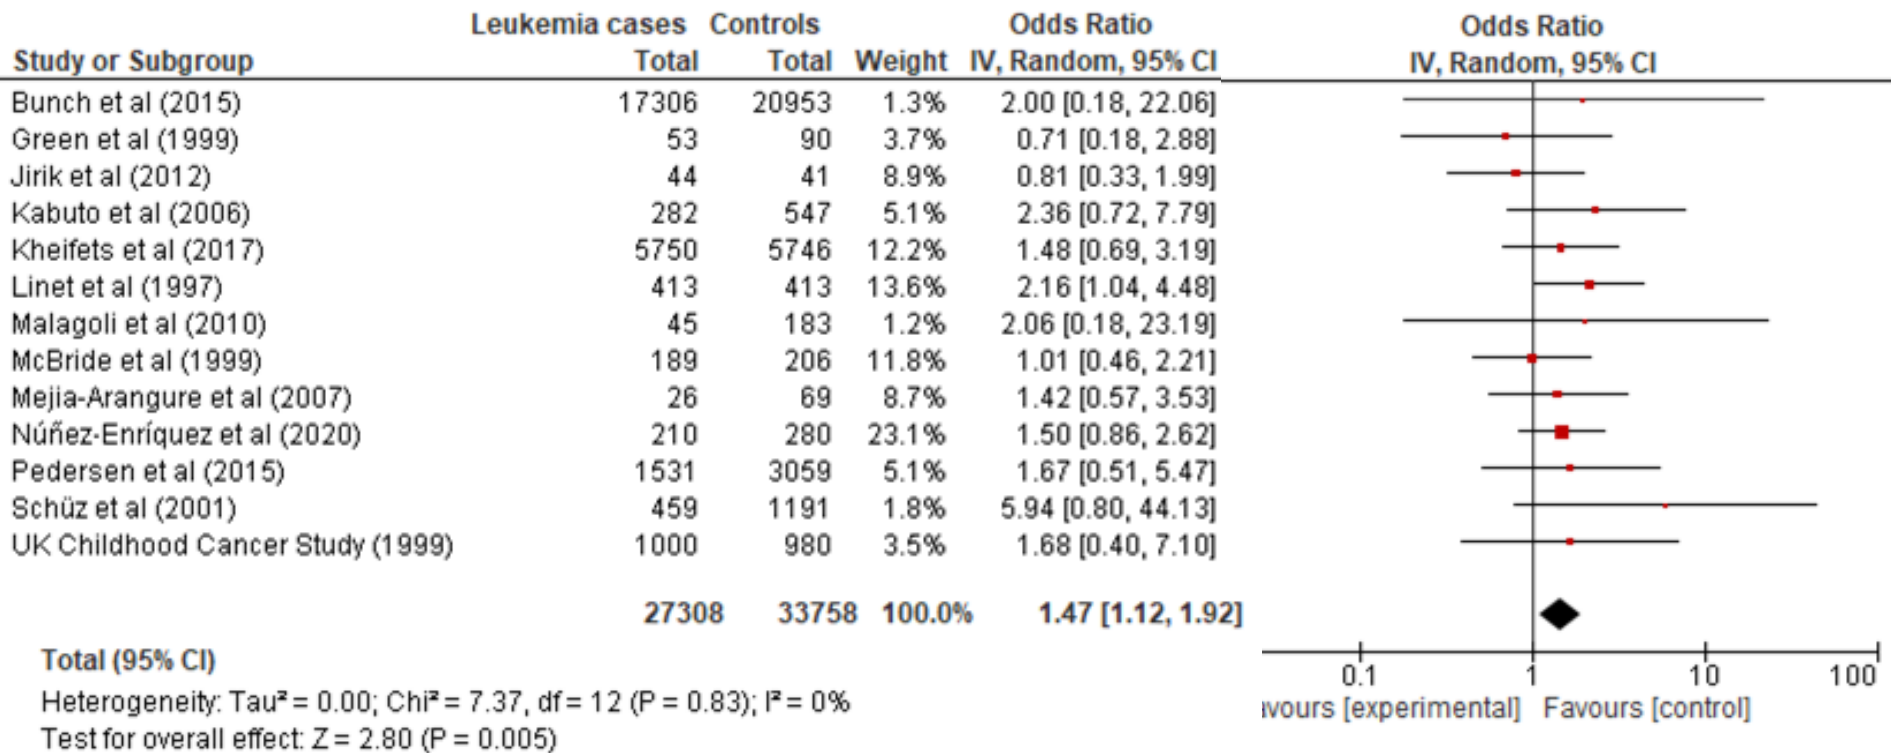 Leukemia cases Controls Odds Ratio Odds Ratio
Study or Subgroup Total Total Weight IV, Random, 95% CI IV, Random, 95% CI
Bunch et al (2015) 17306 20953 1.3% 2.00 [0.18, 22.06]
Green et al (1999) 53 90 3.7% 0.71 [0.18, 2.88]
Jirik et al (2012) 44 41 8.9% 0.81 [0.33, 1.99]
Kabuto et al (2006) 282 547 5.1% 2.36 [0.72, 7.79]
Kheifets et al (2017) 5750 5746 12.2% 1.48 [0.69, 3.19]
Linet et al (1997) 413 413 13.6% 2.16 [1.04, 4.48]
Malagoli et al (2010) 45 183 1.2% 2.06 [0.18, 23.19]
McBride et al (1999) 189 206 11.8% 1.01 [0.46, 2.21]
Mejia-Arangure et al (2007) 26 69 8.7% 1.42 [0.57, 3.53]
Núñez-Enríquez et al (2020) 210 280 23.1% 1.50 [0.86, 2.62]
Pedersen et al (2015) 1531 3059 5.1% 1.67 [0.51, 5.47]
Schüz et al (2001) 459 1191 1.8% 5.94 [0.80, 44.13]
UK Childhood Cancer Study (1999) 1000 980 3.5% 1.68 [0.40, 7.10]
27308 33758 100.0% 1.47 [1.12, 1.92]
Total (95% CI)
0.1 1 10 100
Heterogeneity: Tau² = 0.00; Chi² = 7.37, df = 12 (P = 0.83); I² = 0%
vours [experimental] Favours [control]
Test for overall effect: Z = 2.80 (P = 0.005)